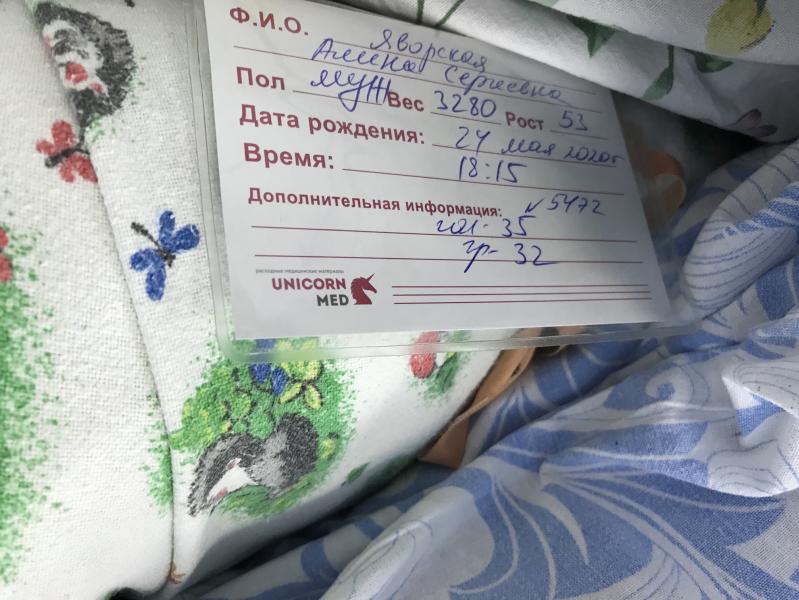 Ф.И.О. Яворская
Алина Сергеевна
Пол муж Вес 3280 Рост 53
Дата рождения: 24 мая 2020г
Время: 18:15
Дополнительная информация: √ 5472
гол- 35
гр- 32
расходные медицинские материалы
UNICORN
MED